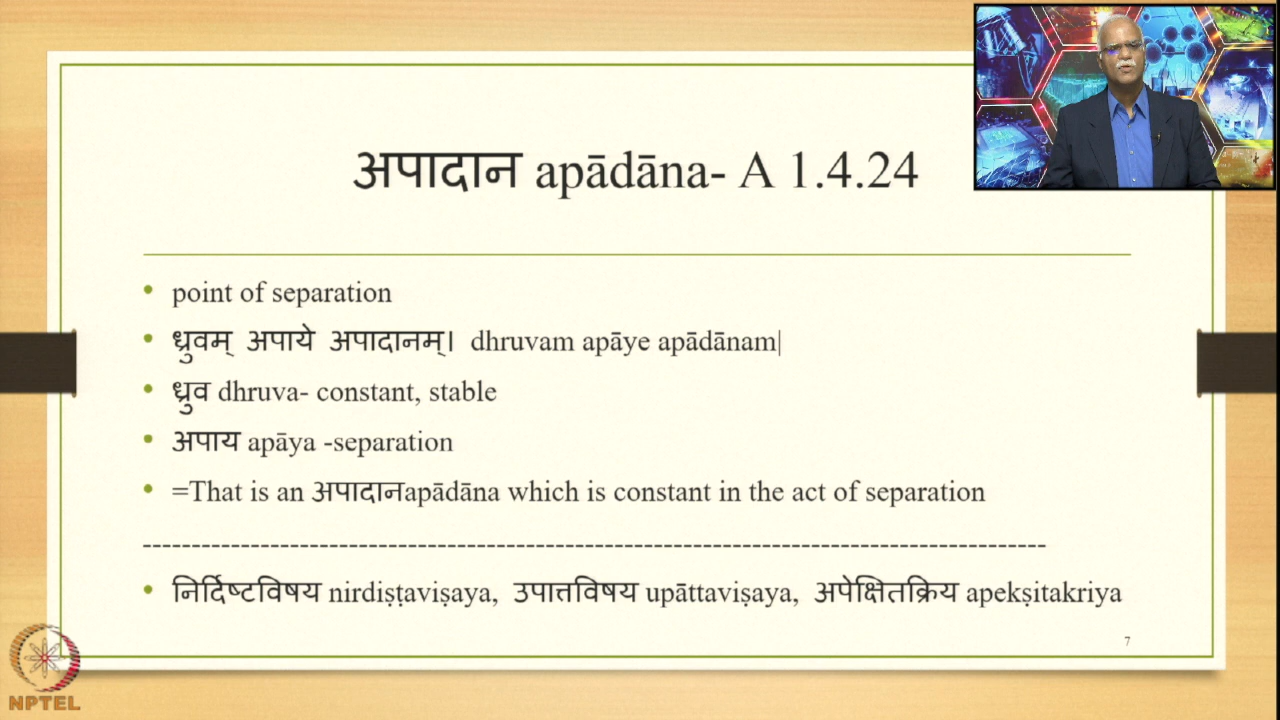 अपादान apādāna- A 1.4.24
point of separation
ध्रुवम् अपाये अपादानम्। dhruvam apāye apādānam|
ध्रुव dhruva- constant, stable
अपाय apāya -separation
=That is an अपादानapādāna which is constant in the act of separation
--------------------------------------------------------------------------------------------
निर्दिष्टविषय nirdiṣṭaviṣaya, उपात्तविषय upāttaviṣaya, अपेक्षितक्रिय apekṣitakriya
7
NPTEL